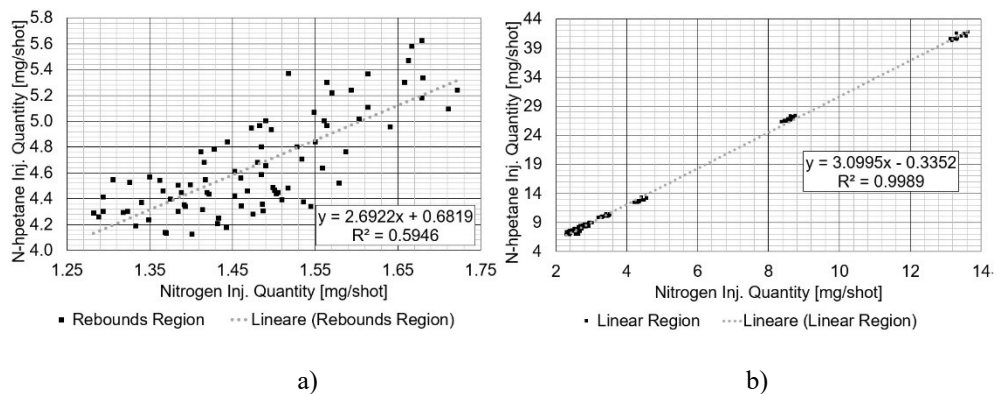 N-hpetane Inj. Quantity [mg/shot]
5.8
5.6
5.4
5.2
5.0
4.8
4.6
4.4
4.2
4.0
y = 2.6922x + 0.6819
R² = 0.5946
1.25 1.35 1.45 1.55 1.65 1.75
Nitrogen Inj. Quantity [mg/shot]
Rebounds Region Lineare (Rebounds Region)
a)
N-hpetane Inj. Quantity [mg/shot]
44
39
34
29
24
19
14
9
4
y = 3.0995x - 0.3352
R² = 0.9989
2 4 6 8 10 12 14
Nitrogen Inj. Quantity [mg/shot]
Linear Region Lineare (Linear Region)
b)